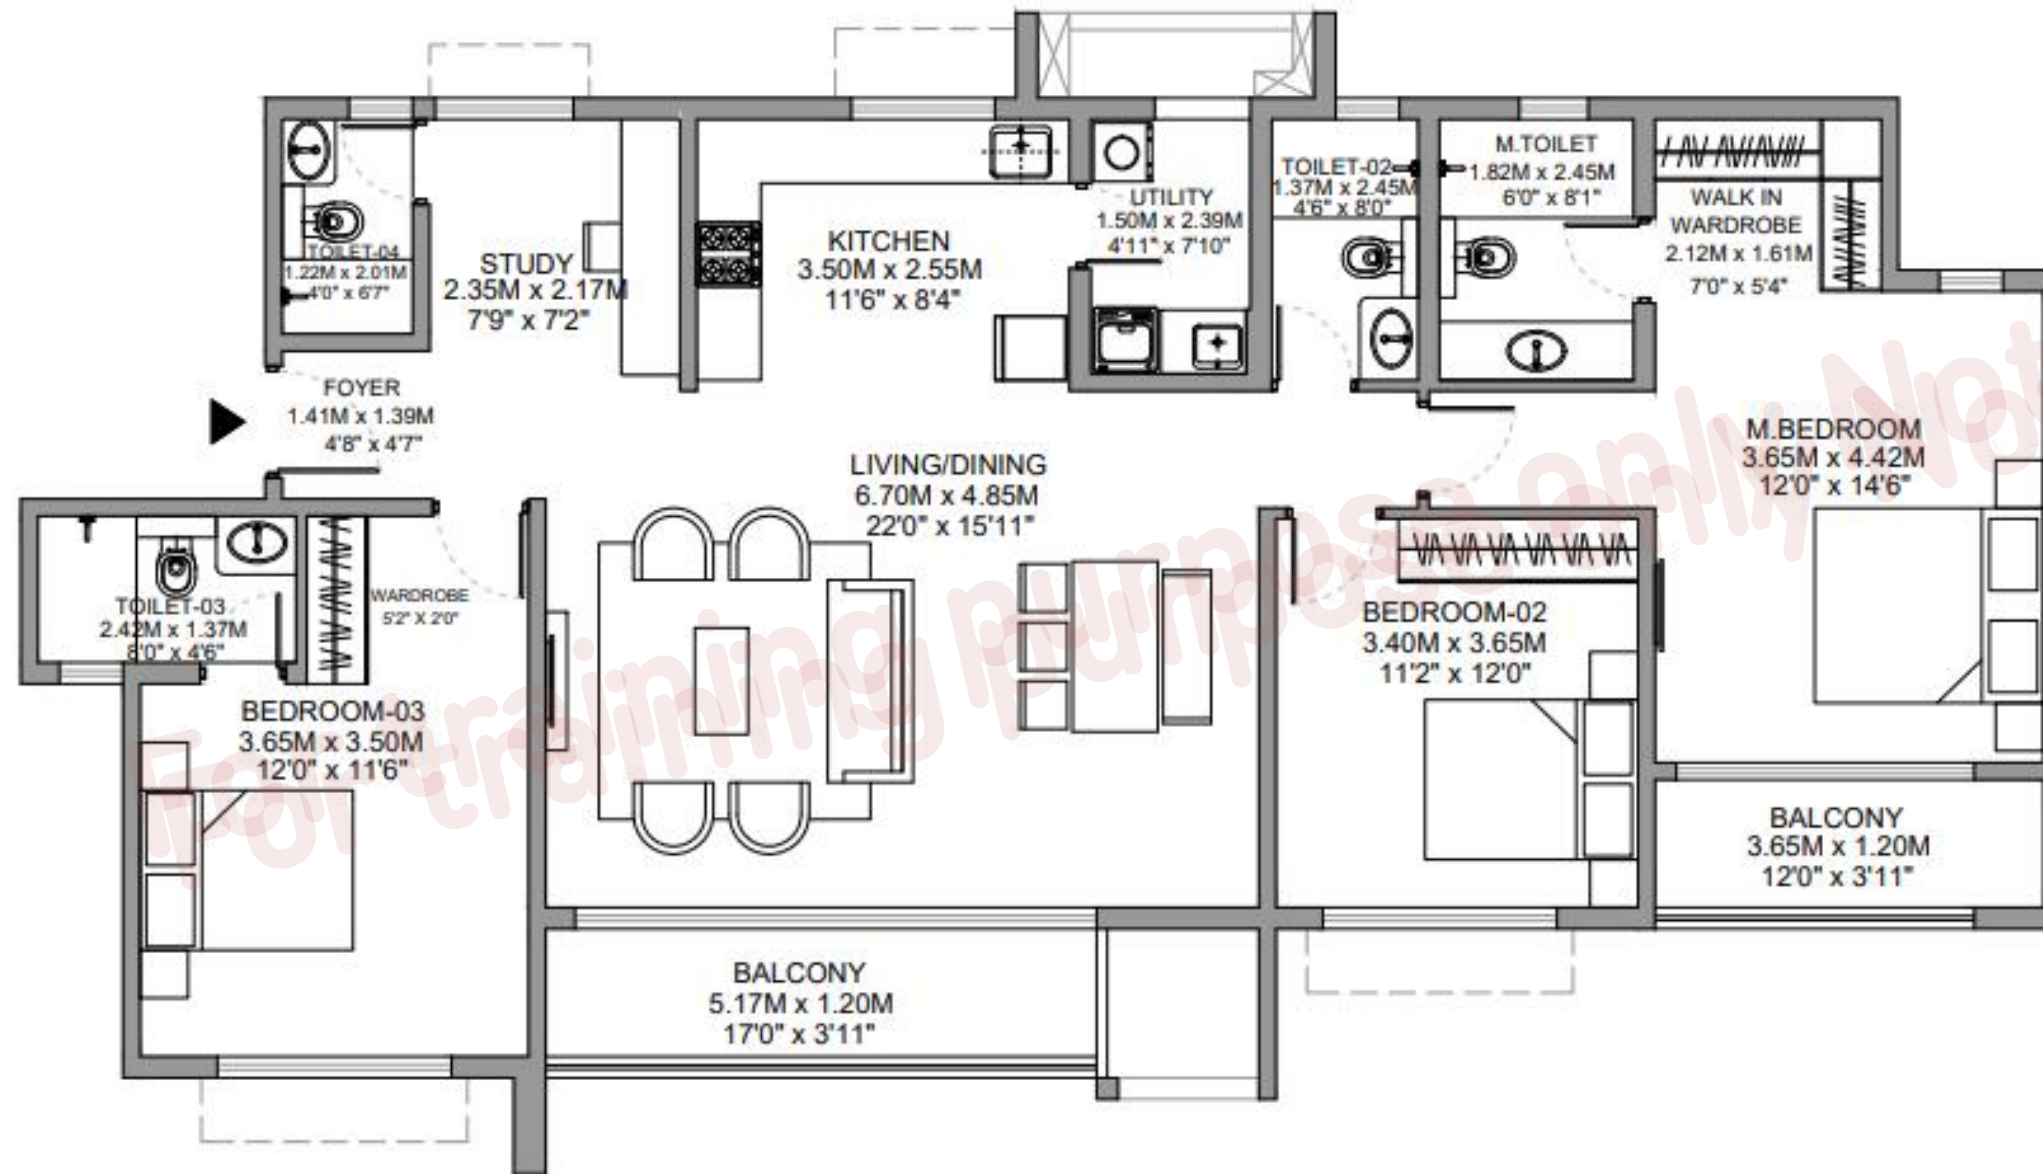 M.TOILET
1.82M x 2.45M
6'0" x 8'1"
TOILET-02
1.37M x 2.45M
4'6" x 8'0"
WALK IN
WARDROBE
2.12M x 1.61M
7'0" x 5'4"
UTILITY
1.50M x 2.39M
4'11" x 7'10"
KITCHEN
3.50M x 2.55M
11'6" x 8'4"
TOILET-04
1.22M x 2.01M
4'0" x 6'7"
STUDY
2.35M x 2.17M
7'9" x 7'2"
FOYER
1.41M x 1.39M
4'8" x 4'7"
LIVING/DINING
6.70M x 4.85M
22'0" x 15'11"
M.BEDROOM
3.65M x 4.42M
12'0" x 14'6"
TOILET-03
2.42M x 1.37M
8'0" x 4'6"
WARDROBE
5'2" X 2'0"
BEDROOM-02
3.40M x 3.65M
11'2" x 12'0"
BEDROOM-03
3.65M x 3.50M
12'0" x 11'6"
BALCONY
3.65M x 1.20M
12'0" x 3'11"
BALCONY
5.17M x 1.20M
17'0" x 3'11"
For training purpose only Not